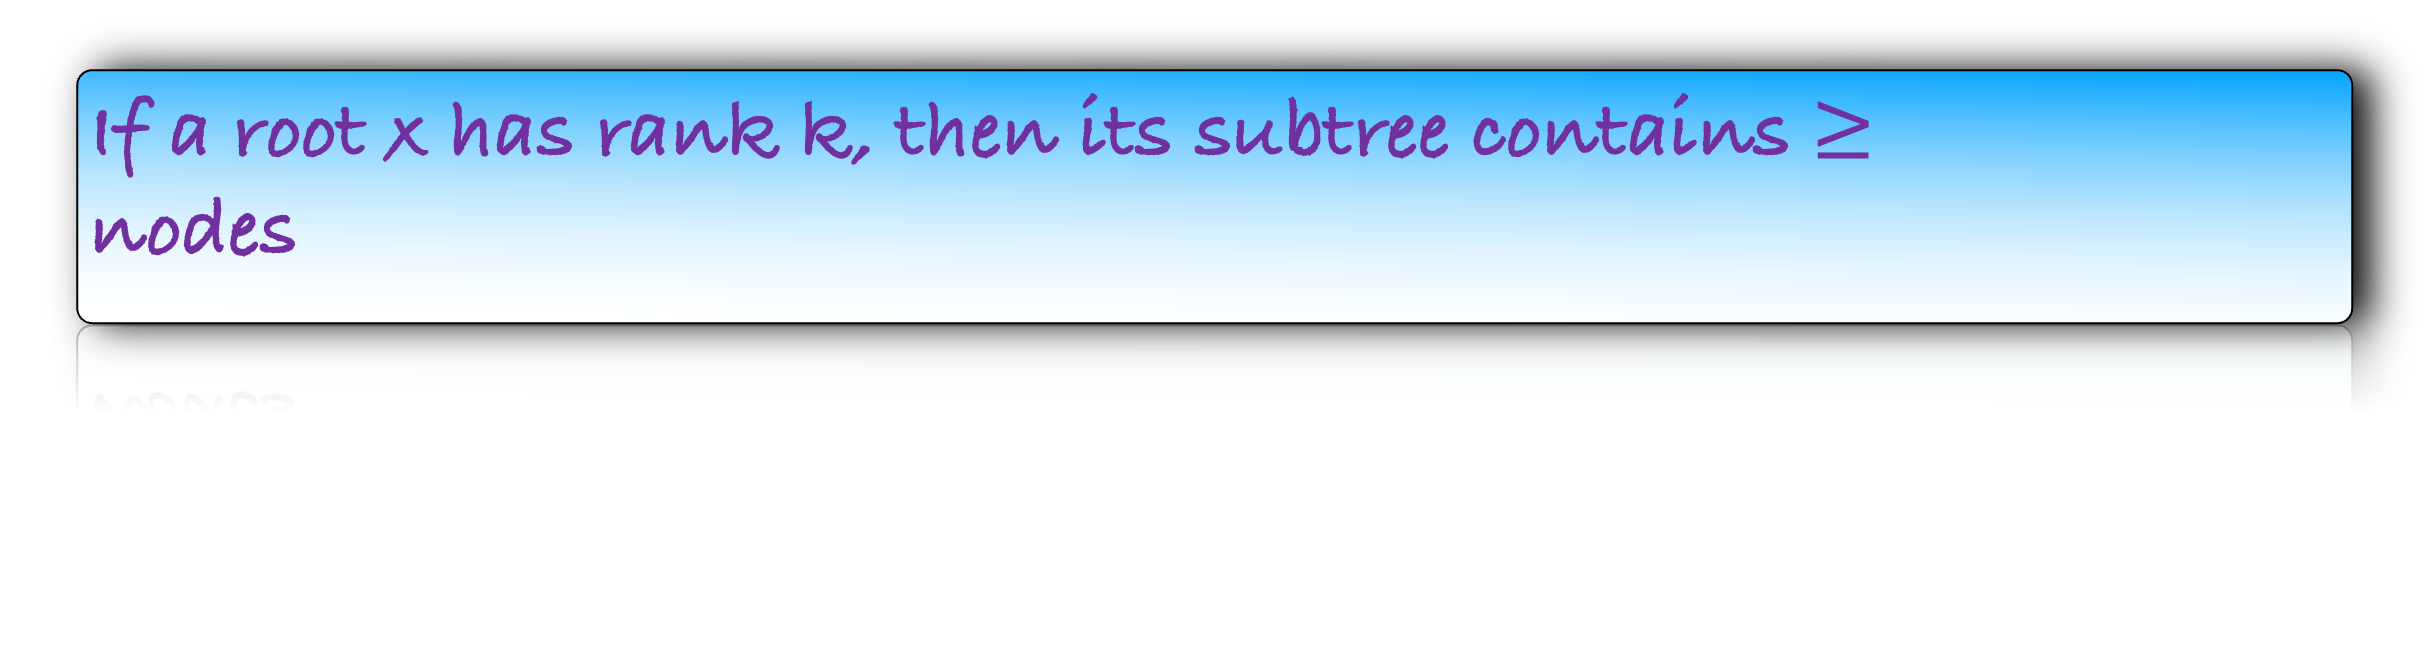 If a root x has rank k, then its subtree contains ≥
nodes